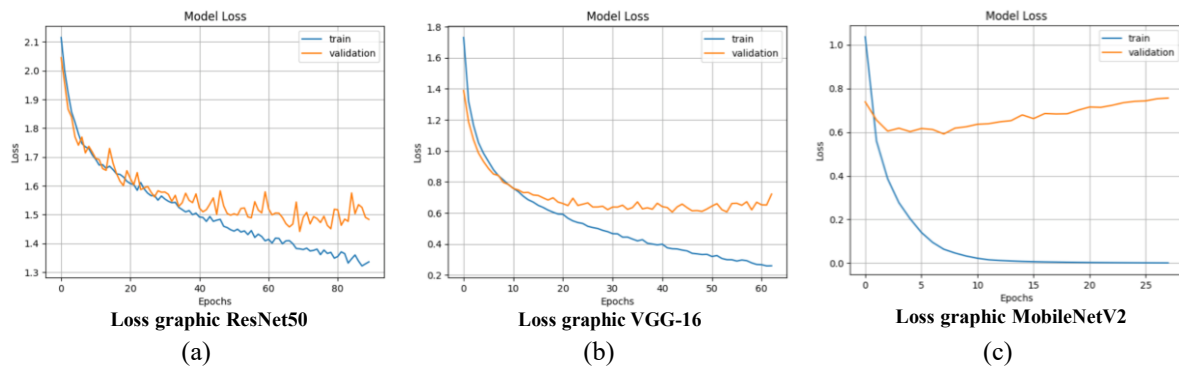 Model Loss
2.1
2.0
1.9
1.8
1.7
1.6
1.5
1.4
1.3
Loss
0
20
40
60
80
Epochs
train
validation
Loss graphic ResNet50
(a)
Model Loss
1.8
1.6
1.4
1.2
1.0
0.8
0.6
0.4
0.2
Loss
0
10
20
30
40
50
60
Epochs
train
validation
Loss graphic VGG-16
(b)
Model Loss
1.0
0.8
0.6
0.4
0.2
0.0
Loss
0
5
10
15
20
25
Epochs
train
validation
Loss graphic MobileNetV2
(c)